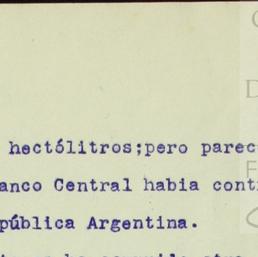 hectólitros;pero parec
anco Central habia cont
pública Argentina.